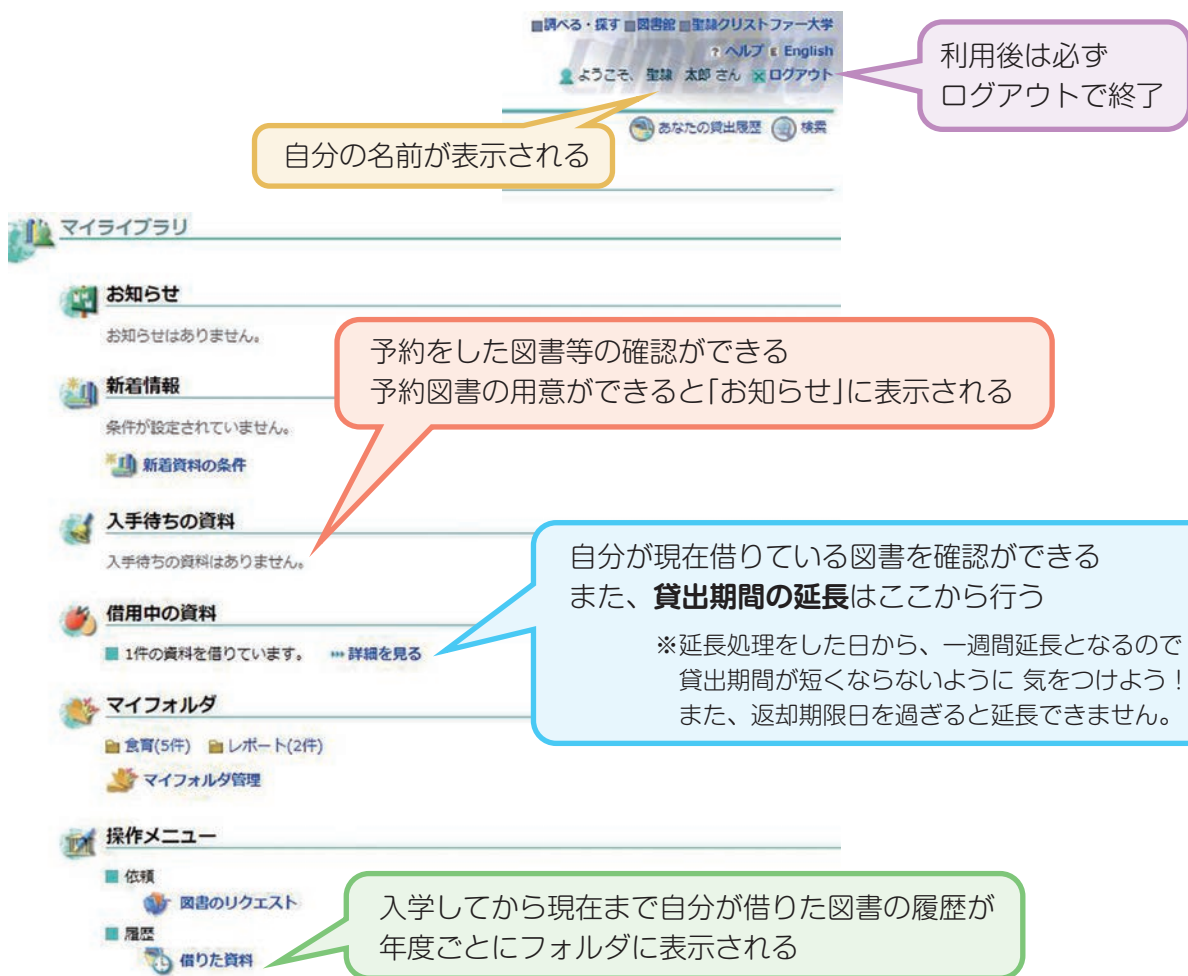 調べる・探す 図書館 聖隷クリストファー大学
? ヘルプ E English
ようこそ、 聖隷 太郎 さん ログアウト
利用後は必ず
ログアウトで終了
あなたの貸出履歴 検索
自分の名前が表示される
マイライブラリ
お知らせ
お知らせはありません。
予約をした図書等の確認ができる
予約図書の用意ができると「お知らせ」に表示される
新着情報
条件が設定されていません。
新着資料の条件
入手待ちの資料
入手待ちの資料はありません。
自分が現在借りている図書を確認ができる
また、貸出期間の延長はここから行う
※延長処理をした日から、一週間延長となるので
貸出期間が短くならないように 気をつけよう！
また、返却期限日を過ぎると延長できません。
借用中の資料
1件の資料を借りています。 詳細を見る
マイフォルダ
食育(5件) レポート(2件)
マイフォルダ管理
操作メニュー
依頼
図書のリクエスト
履歴
借りた資料
入学してから現在まで自分が借りた図書の履歴が
年度ごとにフォルダに表示される